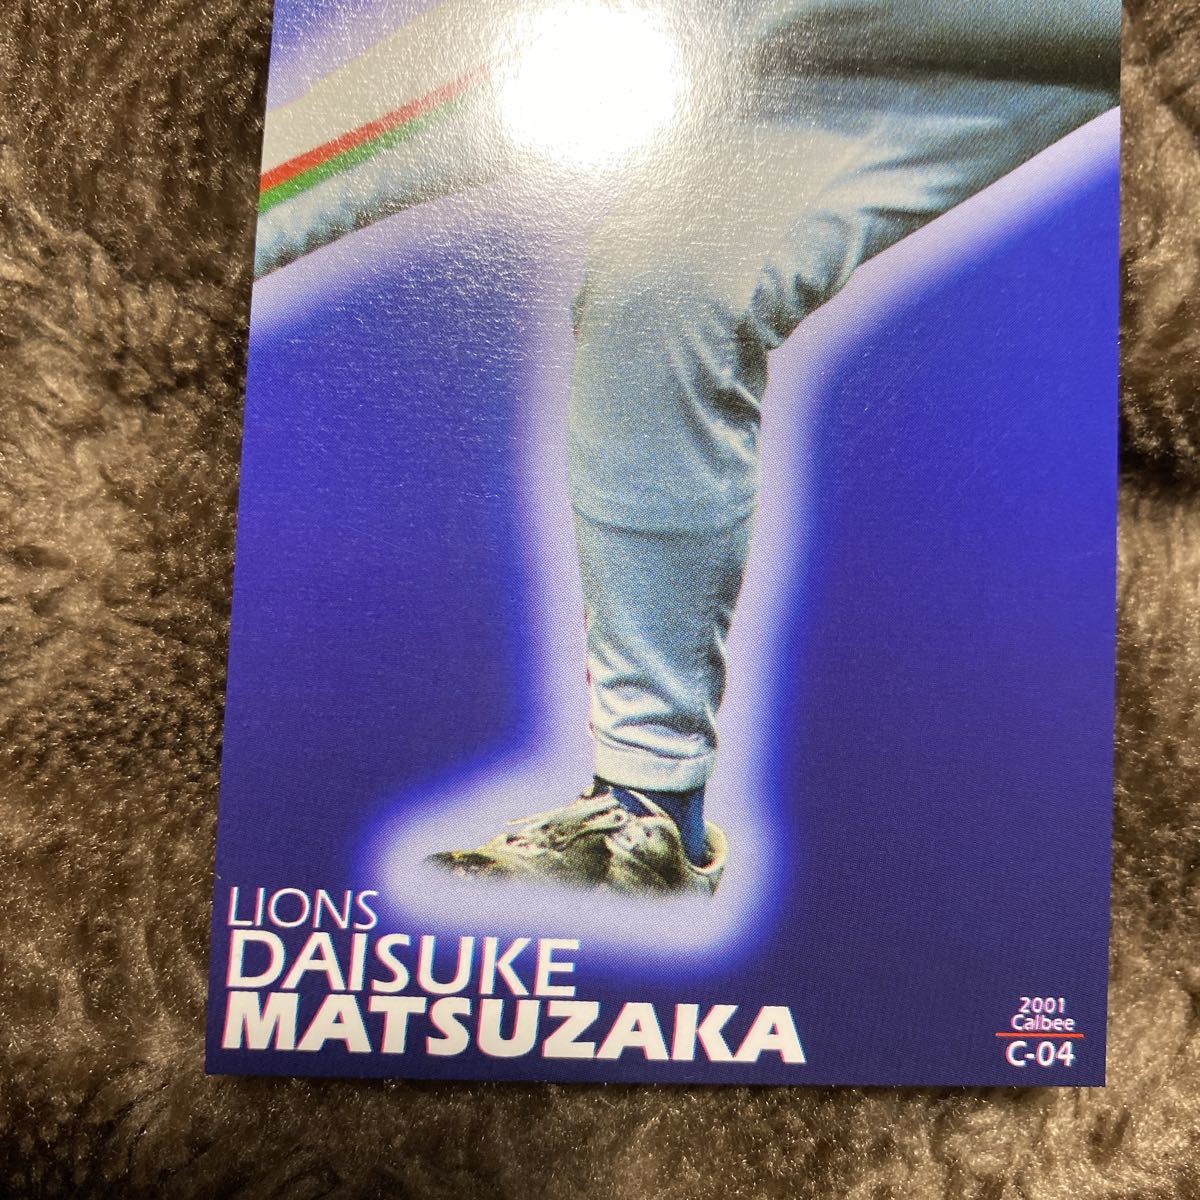 LIONS
DAISUKE
MATSUZAKA
2001
Calbee
C-04